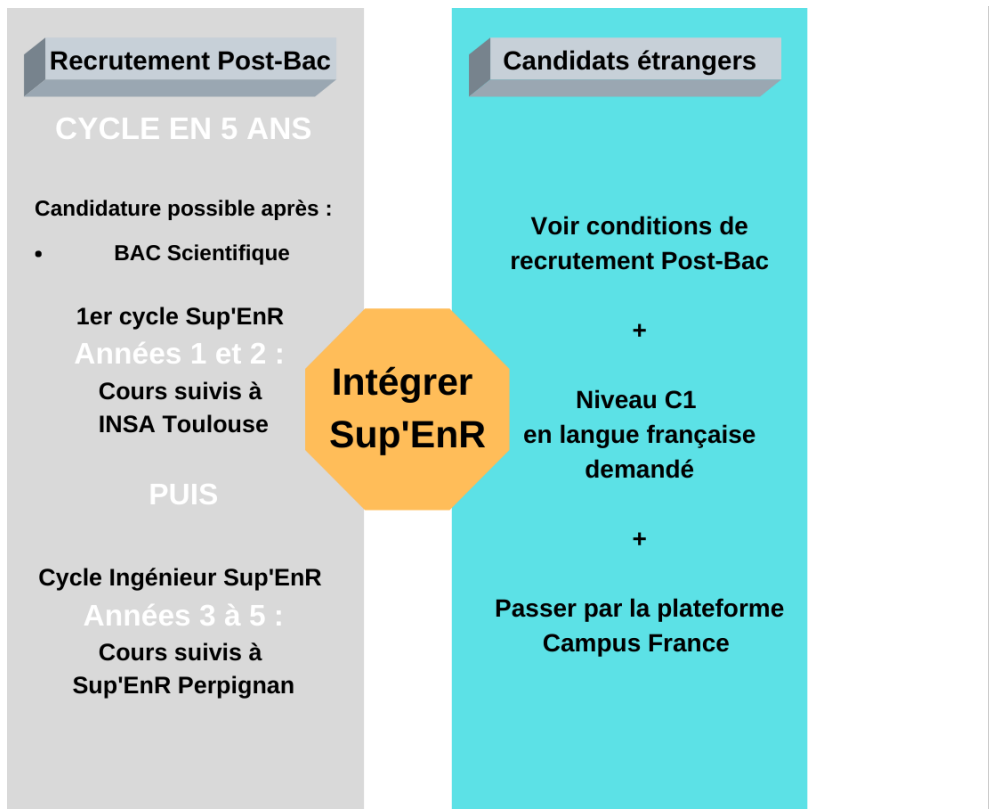 Recrutement Post-Bac
CYCLE EN 5 ANS
Candidature possible après :
• BAC Scientifique
1er cycle Sup'EnR
Années 1 et 2 :
Cours suivis à
INSA Toulouse
PUIS
Cycle Ingénieur Sup'EnR
Années 3 à 5 :
Cours suivis à
Sup'EnR Perpignan
Intégrer
Sup'EnR
Candidats étrangers
Voir conditions de
recrutement Post-Bac
+
Niveau C1
en langue française
demandé
+
Passer par la plateforme
Campus France